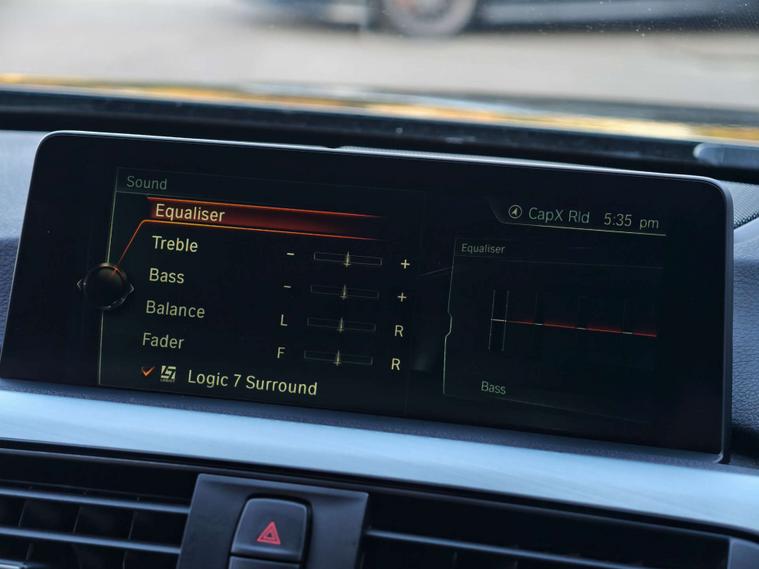 Sound
CapX Rld 5:35 pm
Equaliser
Equaliser
Treble
- +
Bass
- +
Balance
L R
Fader
F R
Logic 7 Surround
Bass